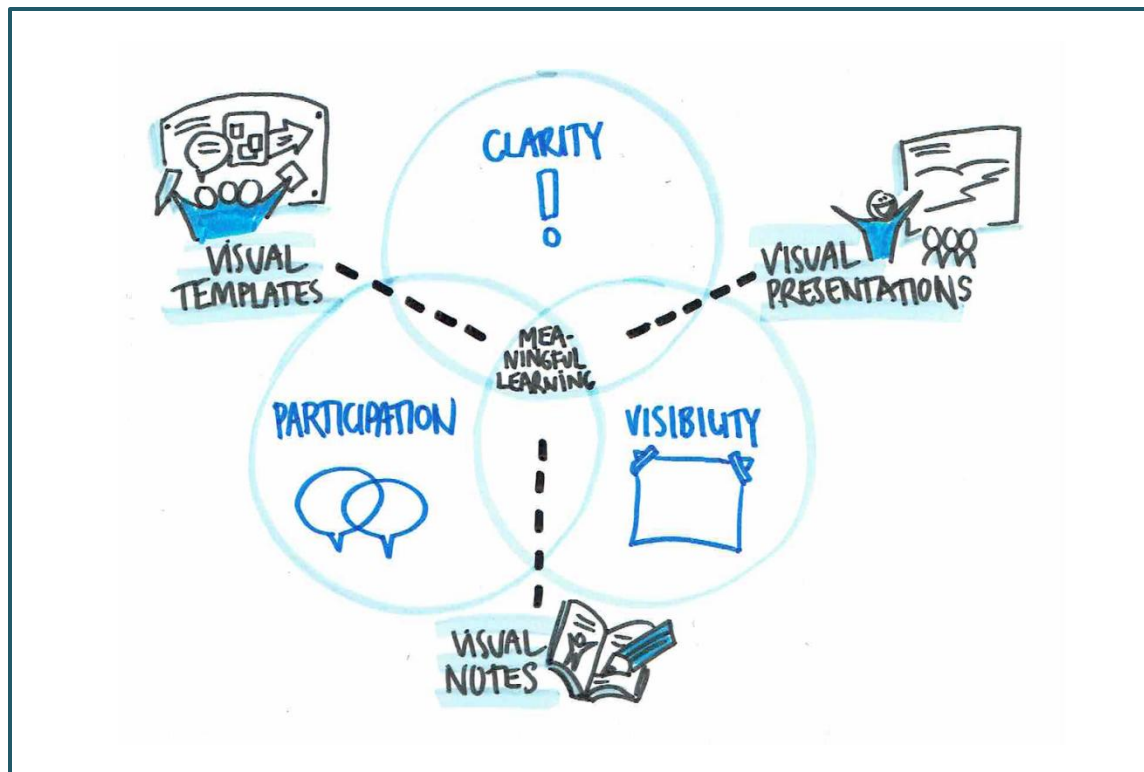 CLARITY
!
VISUAL
TEMPLATES
VISUAL
PRESENTATIONS
MEA-
NINGFUL
LEARNING
PARTICIPATION
VISIBILITY
VISUAL
NOTES